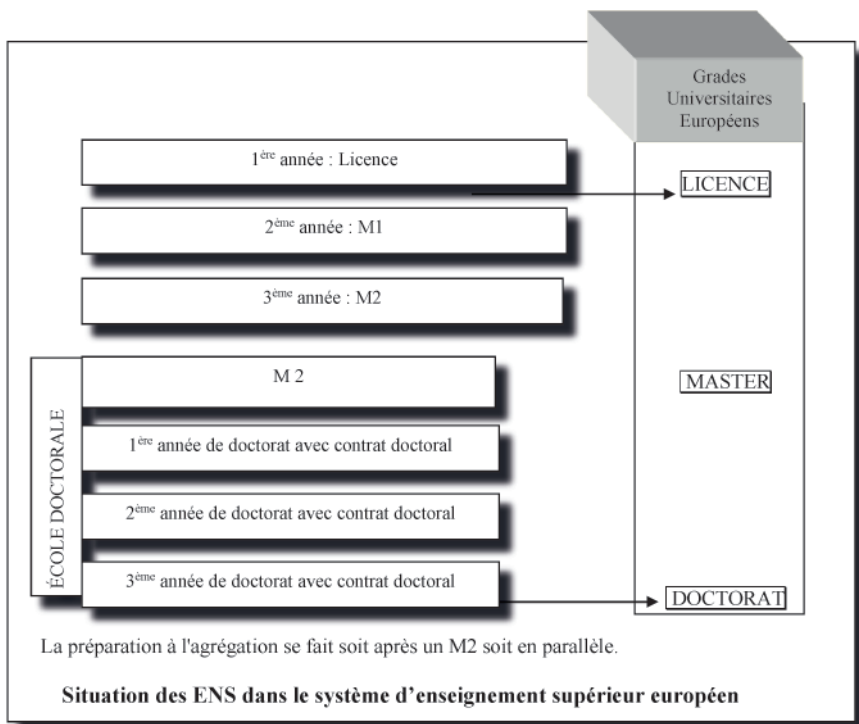 Grades
Universitaires
Européens
1ère année : Licence
LICENCE
2ème année : M1
3ème année : M2
ÉCOLE DOCTORALE
M 2
MASTER
1ère année de doctorat avec contrat doctoral
2ème année de doctorat avec contrat doctoral
3ème année de doctorat avec contrat doctoral
DOCTORAT
La préparation à l'agrégation se fait soit après un M2 soit en parallèle.
Situation des ENS dans le système d’enseignement supérieur européen